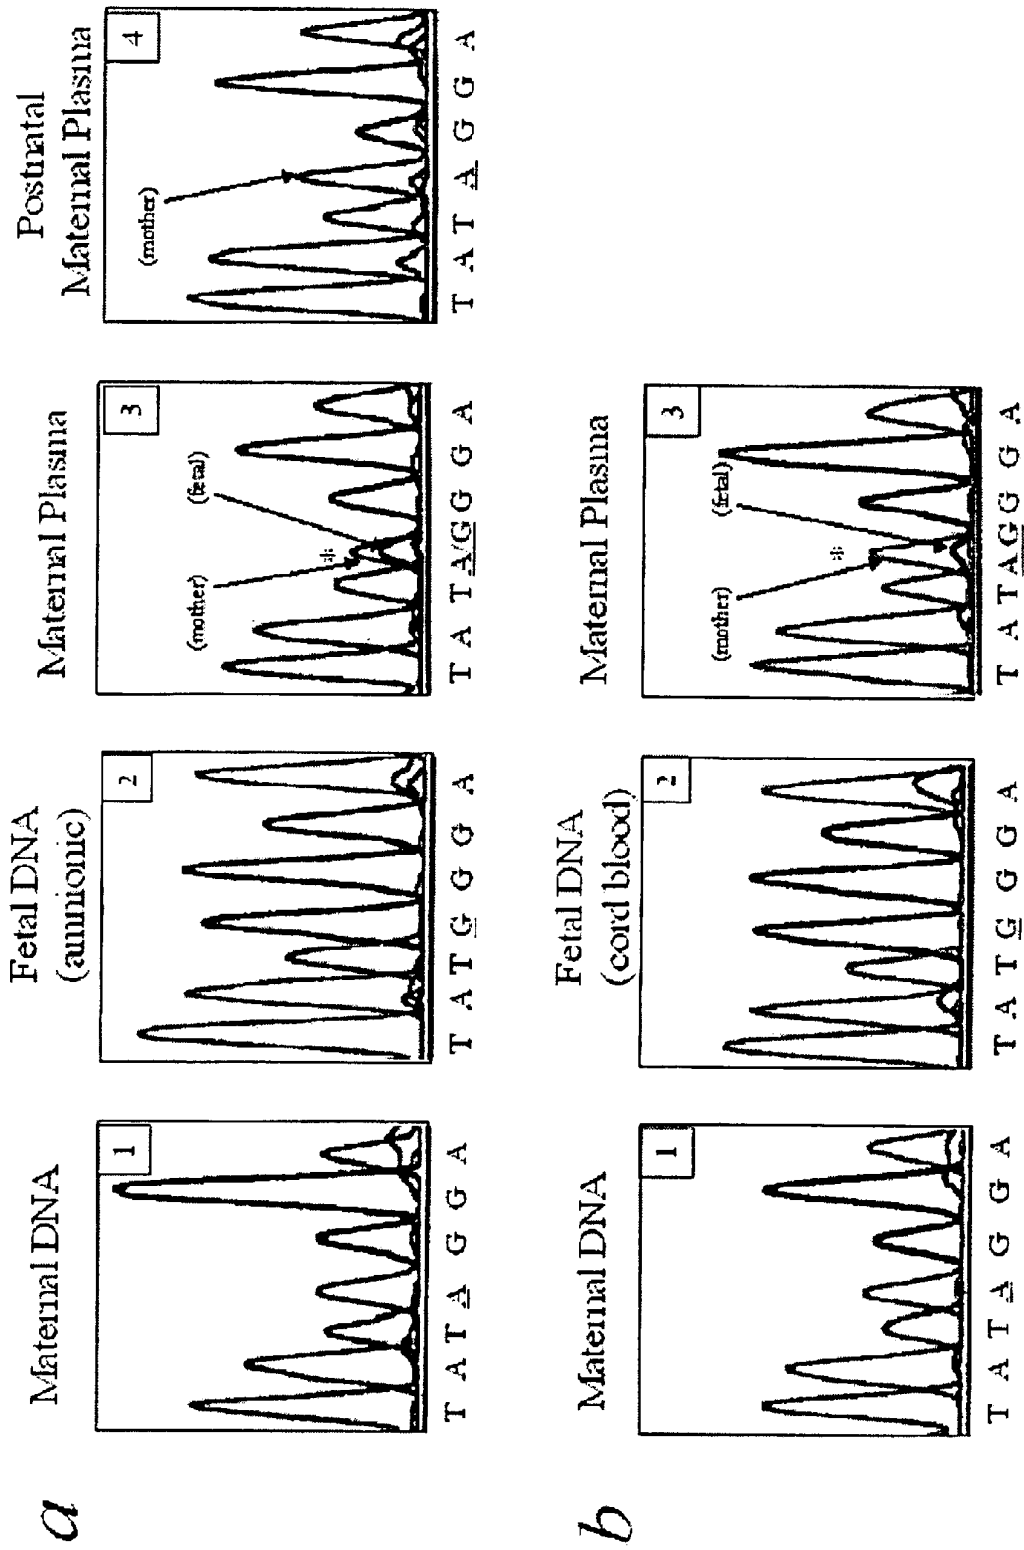 a
Maternal DNA
1
T A T A G G A
Fetal DNA
(amnionic)
2
T A T G G G A
Maternal Plasma
3
(mother)
(fetal)
*
T A T A/G G G A
Postnatal
Maternal Plasma
4
(mother)
T A T A G G A
b
Maternal DNA
1
T A T A G G A
Fetal DNA
(cord blood)
2
T A T G G G A
Maternal Plasma
3
(mother)
(fetal)
*
T A T A G G G A